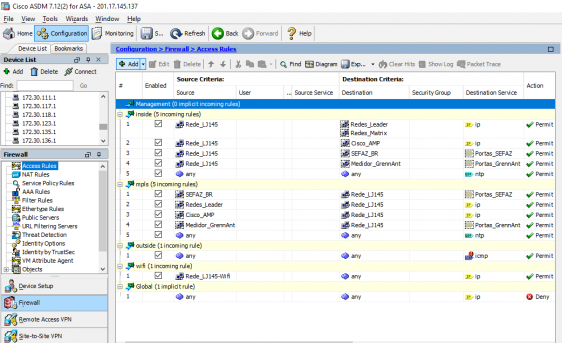 Cisco ASDM 7.12(2) for ASA - 201.17.145.137
File View Tools Wizards Window Help
Home Configuration Monitoring S... Refresh Back Forward Help
Device List Bookmarks
Device List
Add Delete Connect
Find: Go
172.30.111.1
172.30.117.1
172.30.118.1
172.30.123.1
172.30.135.1
172.30.136.1
Firewall
Access Rules
NAT Rules
Service Policy Rules
AAA Rules
Filter Rules
Ethertype Rules
Public Servers
URL Filtering Servers
Threat Detection
Identity Options
Identity by TrustSec
VM Attribute Agent
Objects
Device Setup
Firewall
Remote Access VPN
Site-to-Site VPN
Configuration > Firewall > Access Rules
Add Edit Delete Find Diagram Exp... Clear Hits Show Log Packet Trace
# Enabled Source Criteria: Destination Criteria: Action
Source User ... Source Service Destination Security Group Destination Service
Management (0 implicit incoming rules)
inside (5 incoming rules)
1 Rede_LJ145 Redes_Leader ip Permit
Redes_Matrix
2 Rede_LJ145 Cisco_AMP ip Permit
3 Rede_LJ145 SEFAZ_BR Portas_SEFAZ Permit
4 Rede_LJ145 Medidor_GrennAnt Portas_GrennAnt Permit
5 any any ntp Permit
mpls (5 incoming rules)
1 SEFAZ_BR Rede_LJ145 Portas_SEFAZ Permit
2 Redes_Leader Rede_LJ145 ip Permit
3 Cisco_AMP Rede_LJ145 ip Permit
4 Medidor_GrennAnt Rede_LJ145 Portas_GrennAnt Permit
5 any any ntp Permit
outside (1 incoming rule)
1 any any icmp Permit
wifi (1 incoming rule)
1 Rede_LJ145-Wifi any ip Permit
Global (1 implicit rule)
1 any any ip Deny